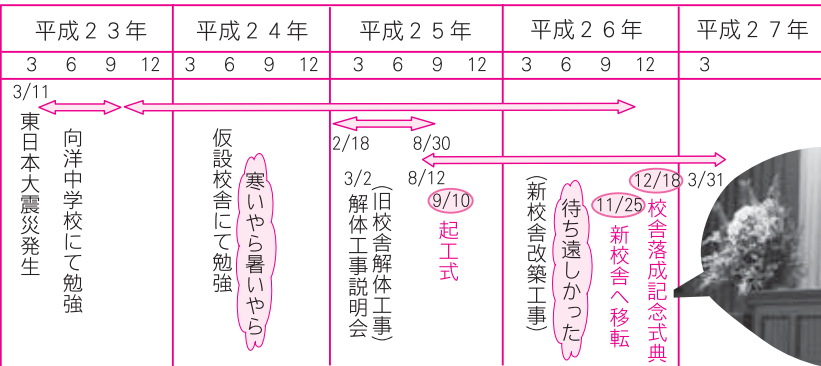 平成２３年
平成２４年
平成２５年
平成２６年
平成２７年
3 6 9 12
3 6 9 12
3 6 9 12
3 6 9 12
3
3/11
東日本大震災発生
向洋中学校にて勉強
仮設校舎にて勉強
寒いやら暑いやら
2/18
8/30
3/2
解体工事説明会
(旧校舎解体工事)
8/12
9/10
起工式
(新校舎改築工事)
待ち遠しかった
11/25
新校舎へ移転
12/18
校舎落成記念式典
3/31